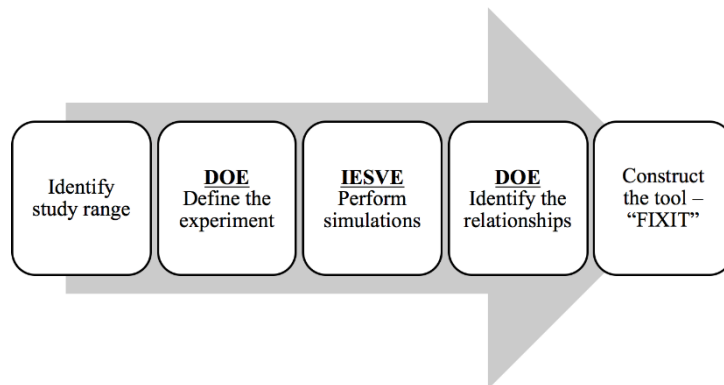 Identify
study range
DOE
Define the
experiment
IESVE
Perform
simulations
DOE
Identify the
relationships
Construct
the tool –
“FIXIT”